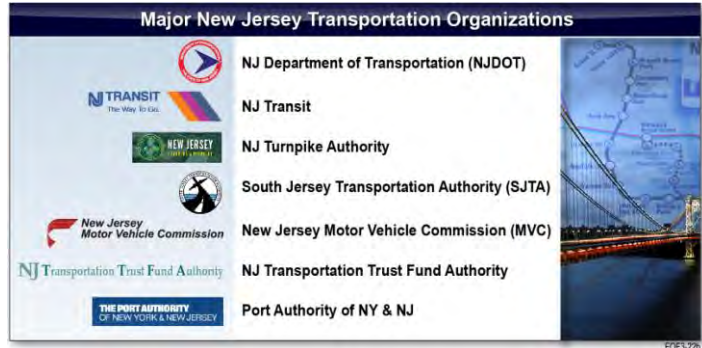 Major New Jersey Transportation Organizations
NJ Department of Transportation (NJDOT)
NJ TRANSIT
The Way To Go.
NJ Transit
NEW JERSEY
NJ Turnpike Authority
South Jersey Transportation Authority (SJTA)
New Jersey
Motor Vehicle Commission
New Jersey Motor Vehicle Commission (MVC)
NJ Transportation Trust Fund Authority
NJ Transportation Trust Fund Authority
THE PORT AUTHORITY
OF NEW YORK & NEW JERSEY
Port Authority of NY & NJ